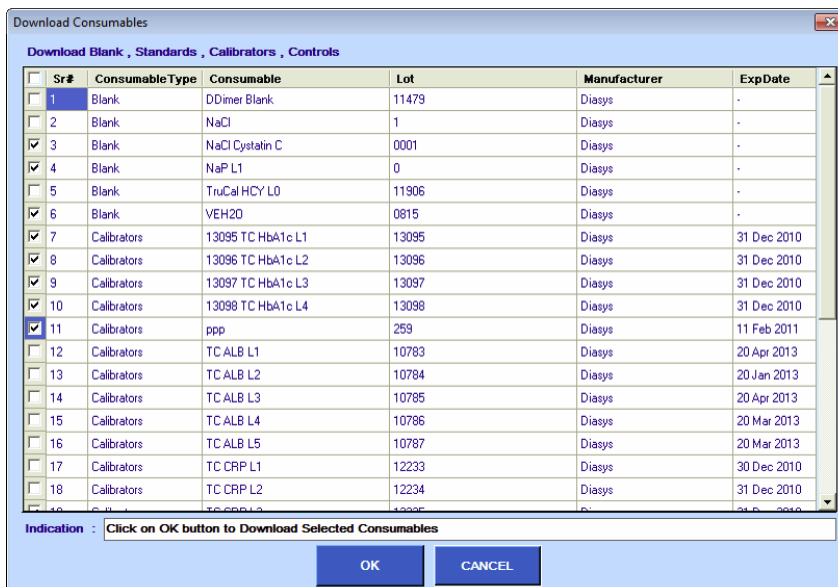 Download Consumables
Download Blank , Standards , Calibrators , Controls
Sr# ConsumableType Consumable Lot Manufacturer ExpDate
1 Blank DDimer Blank 11479 Diasys -
2 Blank NaCl 1 Diasys -
3 Blank NaCl Cystatin C 0001 Diasys -
4 Blank NaP L1 0 Diasys -
5 Blank TruCal HCY L0 11906 Diasys -
6 Blank VEH2O 0815 Diasys -
7 Calibrators 13095 TC HbA1c L1 13095 Diasys 31 Dec 2010
8 Calibrators 13096 TC HbA1c L2 13096 Diasys 31 Dec 2010
9 Calibrators 13097 TC HbA1c L3 13097 Diasys 31 Dec 2010
10 Calibrators 13098 TC HbA1c L4 13098 Diasys 31 Dec 2010
11 Calibrators ppp 259 Diasys 11 Feb 2011
12 Calibrators TC ALB L1 10783 Diasys 20 Apr 2013
13 Calibrators TC ALB L2 10784 Diasys 20 Jan 2013
14 Calibrators TC ALB L3 10785 Diasys 20 Apr 2013
15 Calibrators TC ALB L4 10786 Diasys 20 Mar 2013
16 Calibrators TC ALB L5 10787 Diasys 20 Mar 2013
17 Calibrators TC CRP L1 12233 Diasys 30 Dec 2010
18 Calibrators TC CRP L2 12234 Diasys 31 Dec 2010
Indication : Click on OK button to Download Selected Consumables
OK CANCEL